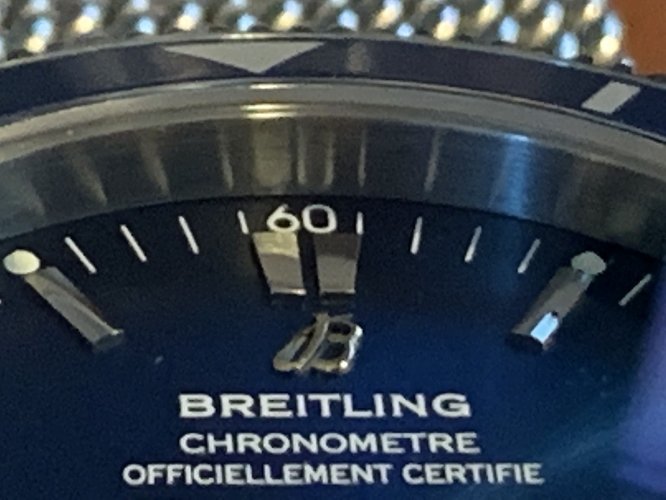 60
B
BREITLING
CHRONOMETRE
OFFICIELLEMENT CERTIFIE